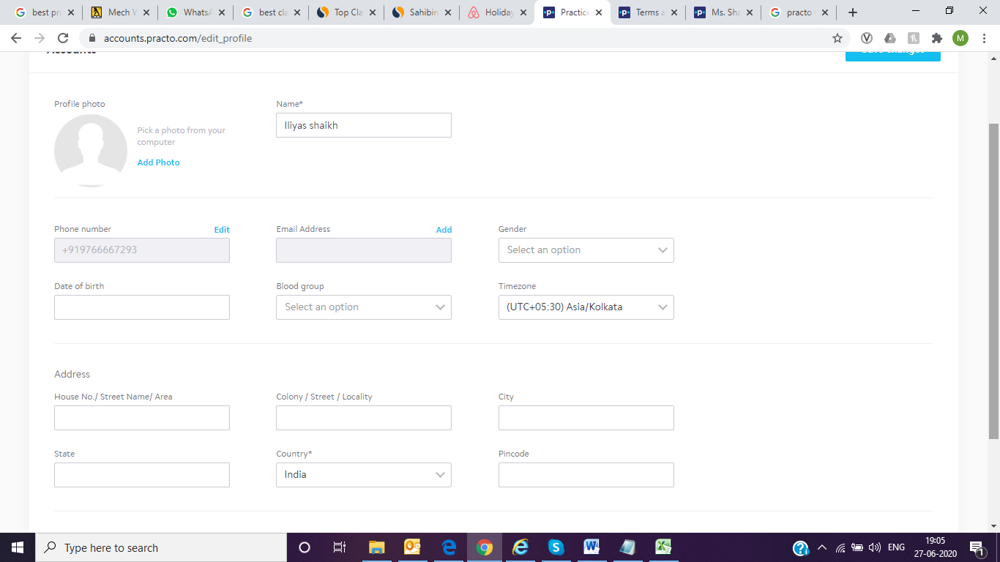 best pr
Mech W
WhatsA
best cla
Top Cla
Sahibin
Holiday
Practice
Terms a
Ms. Sha
practo
accounts.practo.com/edit_profile
M
Accounts
Save changes
Profile photo
Name*
Pick a photo from your
computer
Add Photo
Iliyas shaikh
Phone number
Edit
Email Address
Add
Gender
+919766667293
Select an option
Date of birth
Blood group
Timezone
Select an option
(UTC+05:30) Asia/Kolkata
Address
House No./ Street Name/ Area
Colony / Street / Locality
City
State
Country*
Pincode
India
Type here to search
ENG
19:05
27-06-2020
1